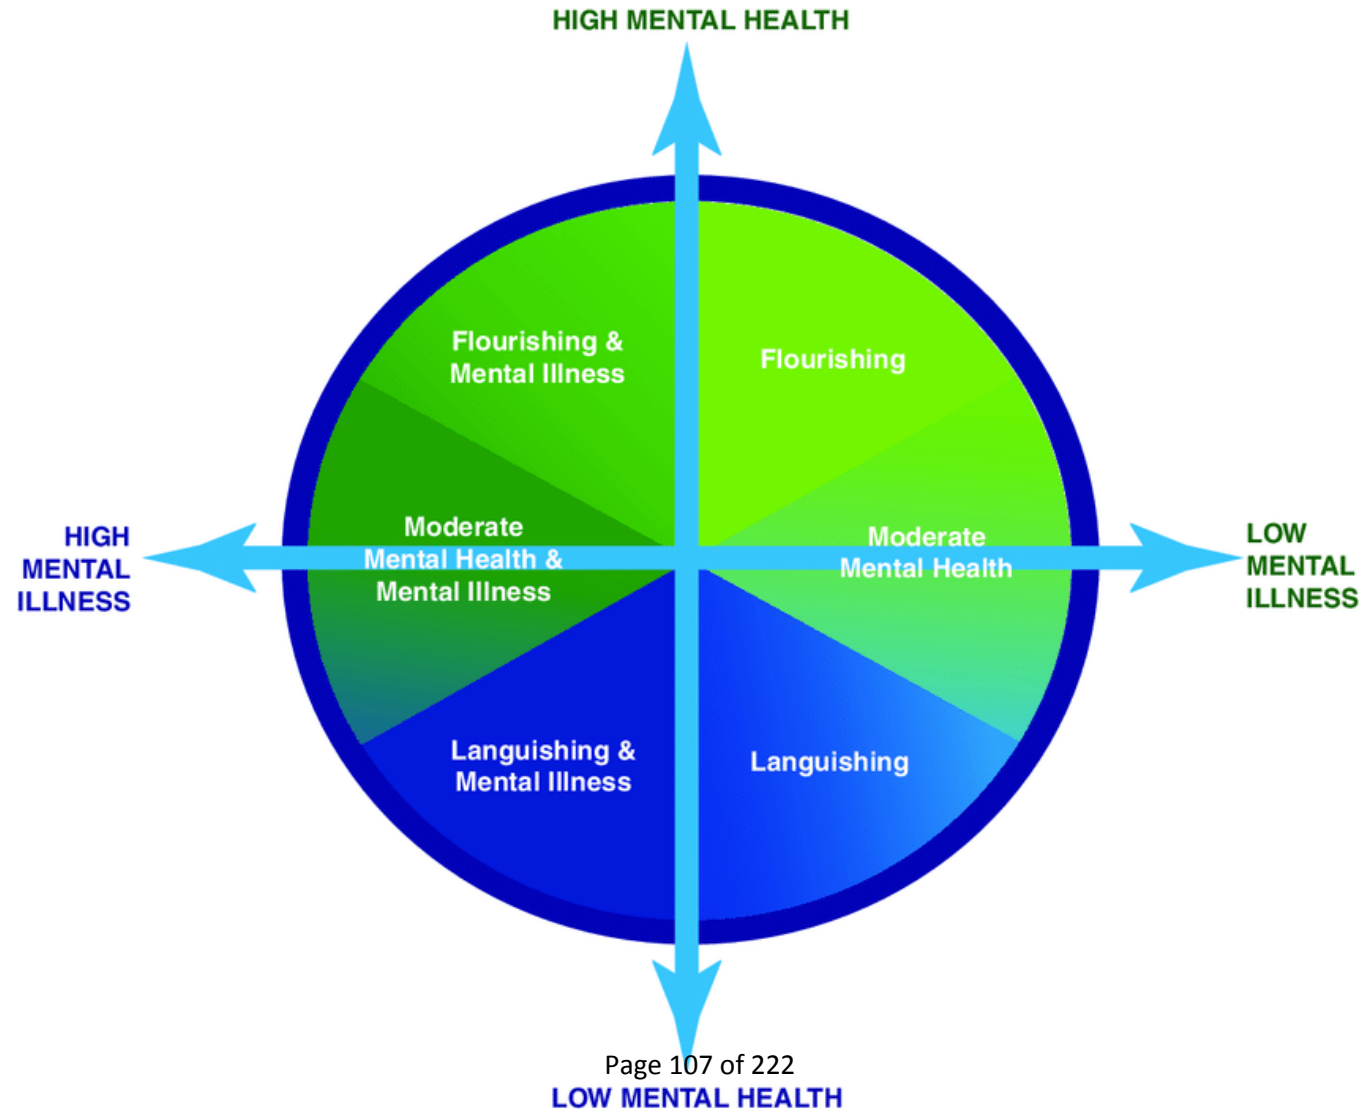 HIGH MENTAL HEALTH
Flourishing &
Mental Illness
Flourishing
HIGH
MENTAL
ILLNESS
Moderate
Mental Health &
Mental Illness
Moderate
Mental Health
LOW
MENTAL
ILLNESS
Languishing &
Mental Illness
Languishing
Page 107 of 222
LOW MENTAL HEALTH